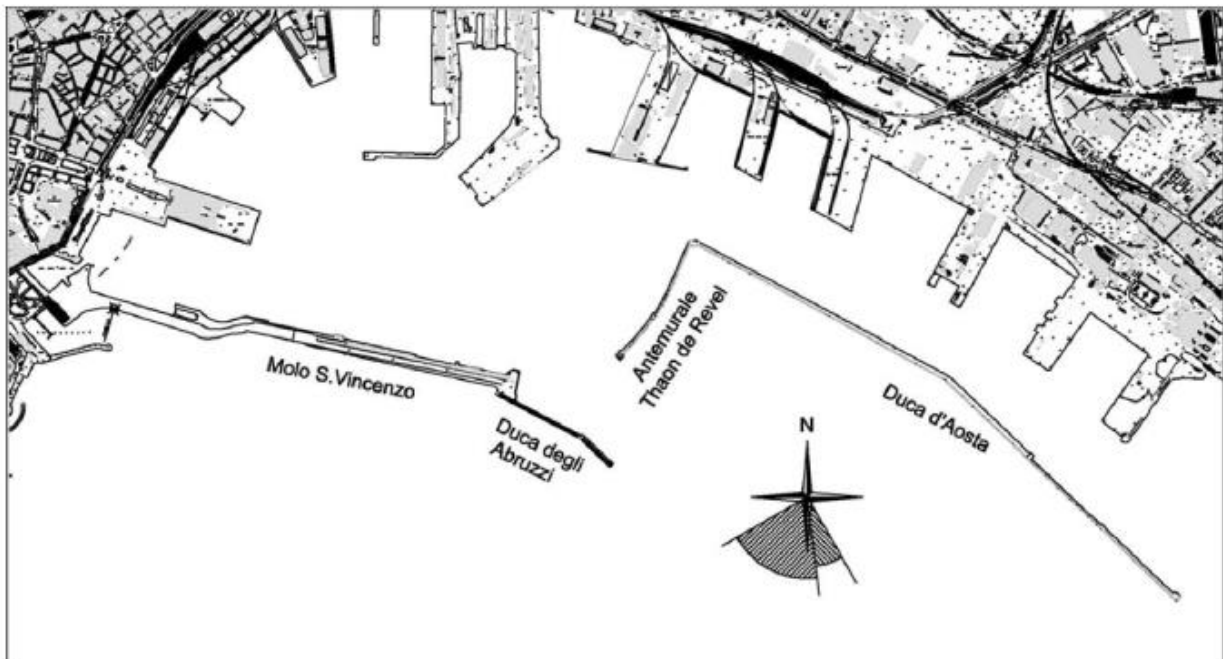 Molo S.Vincenzo
Duca degli
Abruzzi
Antemurale
Thaon de Revel
Duca d'Aosta
N